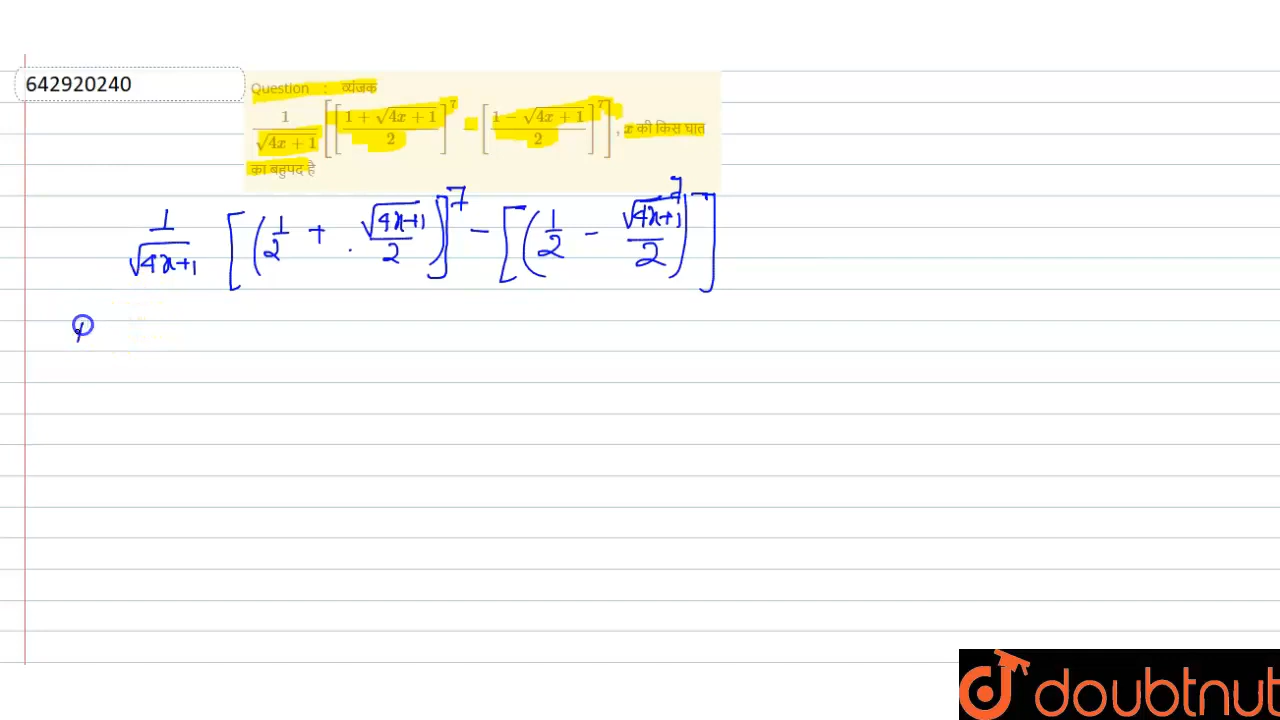 642920240
Question : व्यंजक
1/√(4x+1) [[(1+√(4x+1))/2]^7 − [(1−√(4x+1))/2]^7], x की किस घात
का बहुपद है
1/√(4x+1) [(1/2 + √(4x+1)/2)]^7 − [(1/2 − √(4x+1)/2)^7]
doubtnut